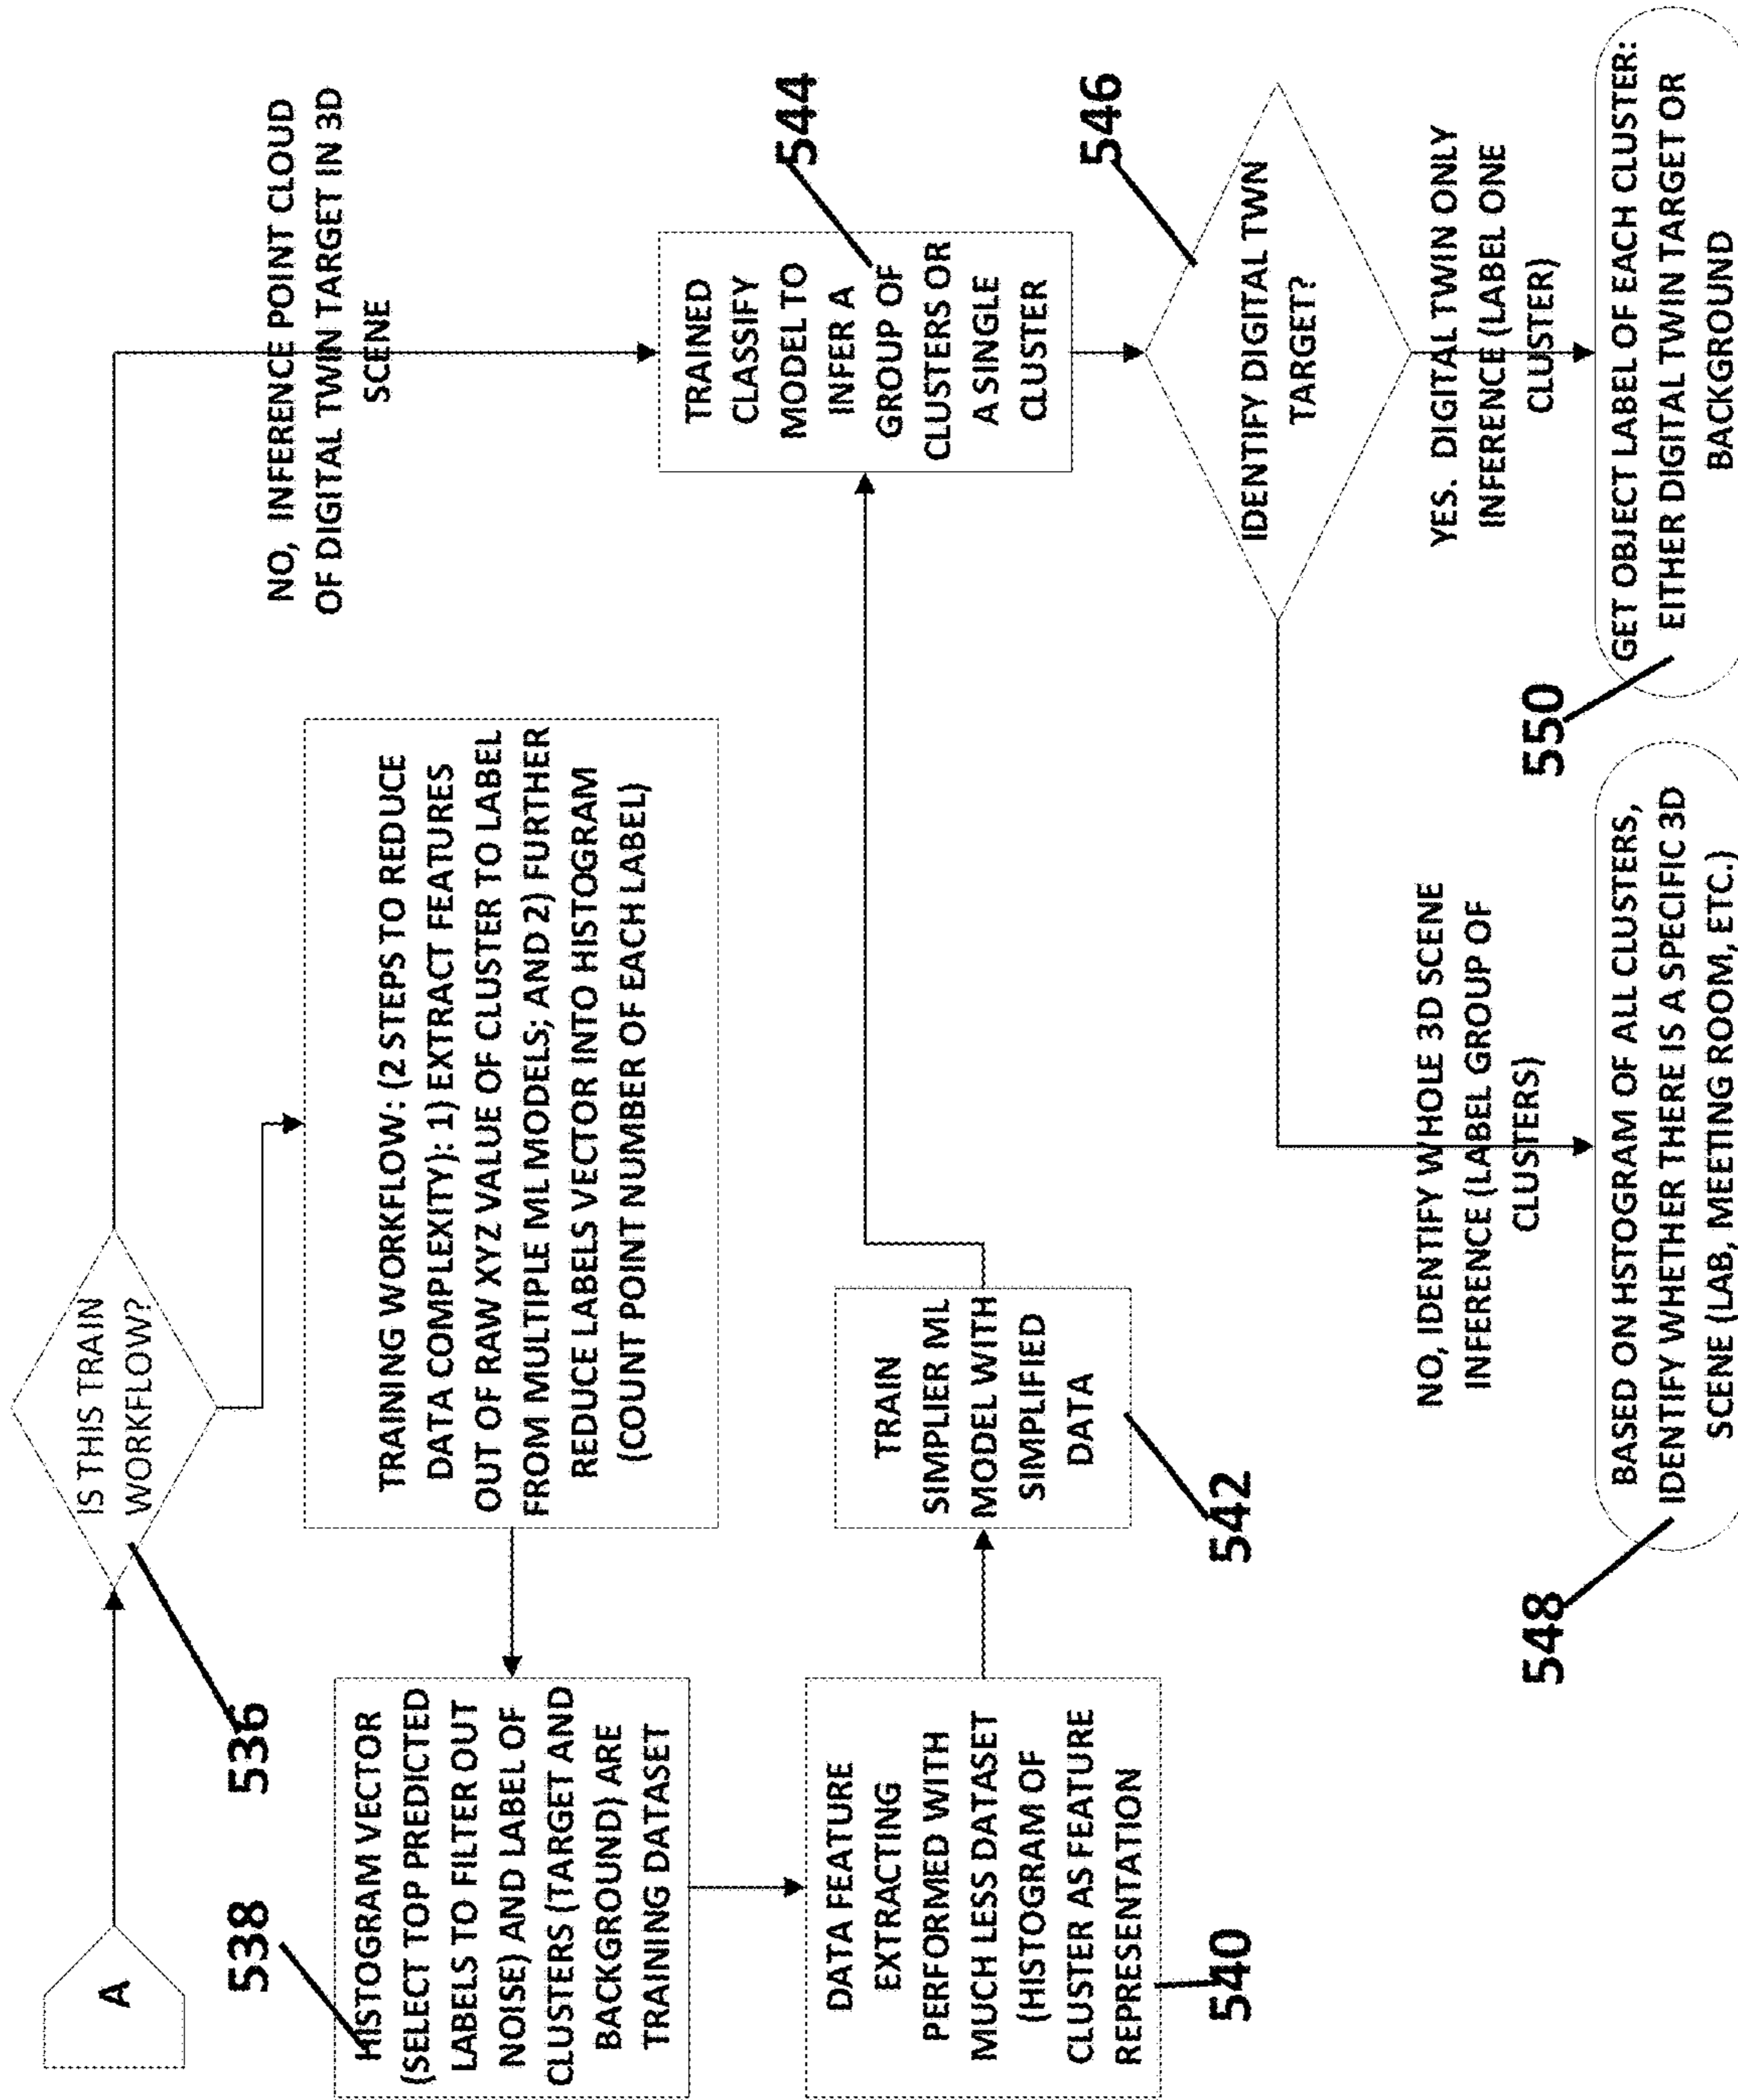 A
536
IS THIS TRAIN
WORKFLOW?
NO, INFERENCE POINT CLOUD
OF DIGITAL TWIN TARGET IN 3D
SCENE
538
HISTOGRAM VECTOR
(SELECT TOP PREDICTED
LABELS TO FILTER OUT
NOISE) AND LABEL OF
CLUSTERS (TARGET AND
BACKGROUND) ARE
TRAINING DATASET
TRAINING WORKFLOW: (2 STEPS TO REDUCE
DATA COMPLEXITY): 1) EXTRACT FEATURES
OUT OF RAW XYZ VALUE OF CLUSTER TO LABEL
FROM MULTIPLE ML MODELS; AND 2) FURTHER
REDUCE LABELS VECTOR INTO HISTOGRAM
(COUNT POINT NUMBER OF EACH LABEL)
DATA FEATURE
EXTRACTING
PERFORMED WITH
MUCH LESS DATASET
(HISTOGRAM OF
CLUSTER AS FEATURE
REPRESENTATION
540
TRAIN
SIMPLIER ML
MODEL WITH
SIMPLIFIED
DATA
542
TRAINED
CLASSIFY
MODEL TO
INFER A
GROUP OF
CLUSTERS OR
A SINGLE
CLUSTER
544
IDENTIFY DIGITAL TWN
TARGET?
546
NO, IDENTIFY WHOLE 3D SCENE
INFERENCE (LABEL GROUP OF
CLUSTERS)
YES. DIGITAL TWIN ONLY
INFERENCE (LABEL ONE
CLUSTER)
548
BASED ON HISTOGRAM OF ALL CLUSTERS,
IDENTIFY WHETHER THERE IS A SPECIFIC 3D
SCENE (LAB, MEETING ROOM, ETC.)
550
GET OBJECT LABEL OF EACH CLUSTER:
EITHER DIGITAL TWIN TARGET OR
BACKGROUND